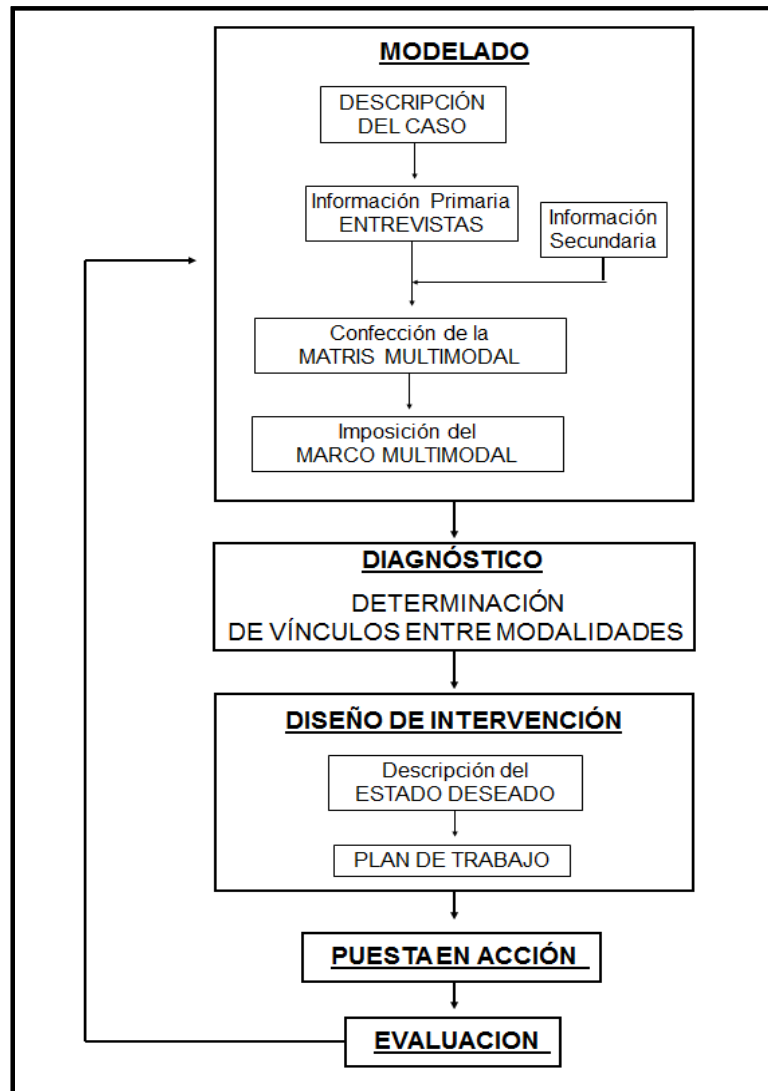 MODELADO
DESCRIPCIÓN
DEL CASO
Información Primaria
ENTREVISTAS
Información
Secundaria
Confección de la
MATRIS MULTIMODAL
Imposición del
MARCO MULTIMODAL
DIAGNÓSTICO
DETERMINACIÓN
DE VÍNCULOS ENTRE MODALIDADES
DISEÑO DE INTERVENCIÓN
Descripción del
ESTADO DESEADO
PLAN DE TRABAJO
PUESTA EN ACCIÓN
EVALUACION